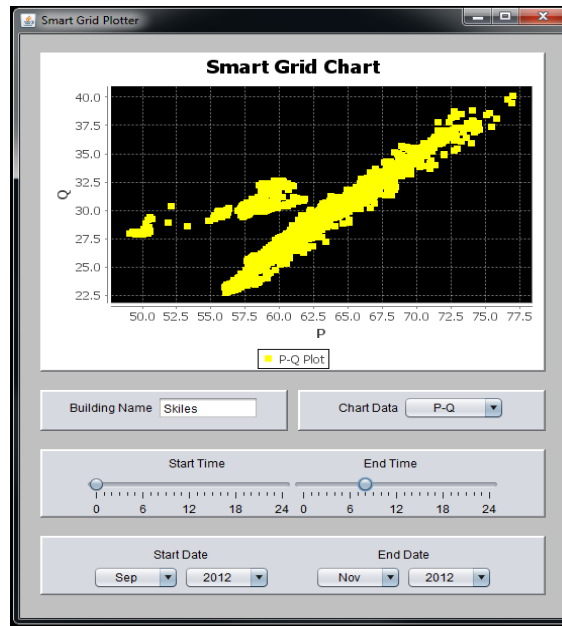 Smart Grid Plotter
Smart Grid Chart
40.0
37.5
35.0
32.5
30.0
27.5
25.0
22.5
Q
50.0 52.5 55.0 57.5 60.0 62.5 65.0 67.5 70.0 72.5 75.0 77.5
P
P-Q Plot
Building Name Skiles
Chart Data P-Q
Start Time End Time
0 6 12 18 24 0 6 12 18 24
Start Date End Date
Sep 2012 Nov 2012